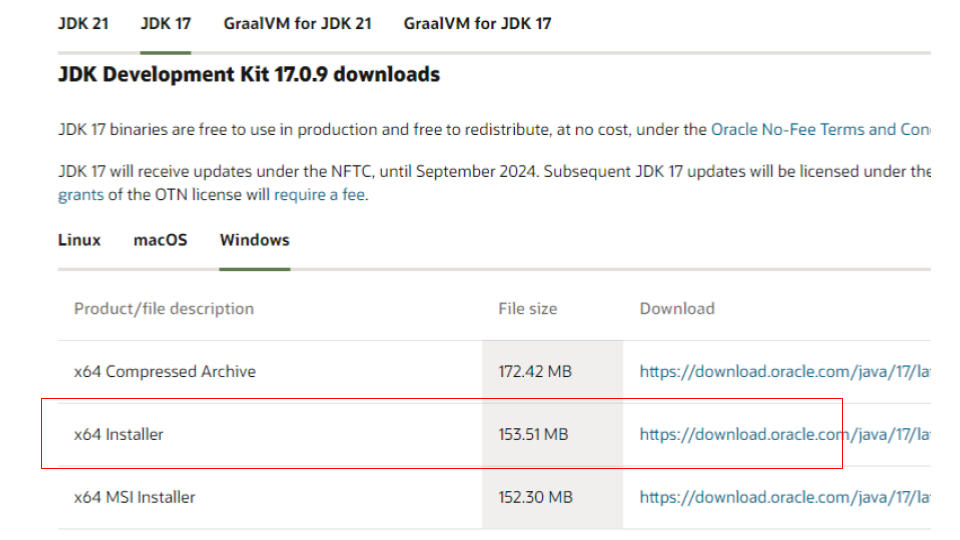 JDK 21 JDK 17 GraalVM for JDK 21 GraalVM for JDK 17
JDK Development Kit 17.0.9 downloads
JDK 17 binaries are free to use in production and free to redistribute, at no cost, under the Oracle No-Fee Terms and Con
JDK 17 will receive updates under the NFTC, until September 2024. Subsequent JDK 17 updates will be licensed under the
grants of the OTN license will require a fee.
Linux macOS Windows
Product/file description File size Download
x64 Compressed Archive 172.42 MB https://download.oracle.com/java/17/la
x64 Installer 153.51 MB https://download.oracle.com/java/17/la
x64 MSI Installer 152.30 MB https://download.oracle.com/java/17/la